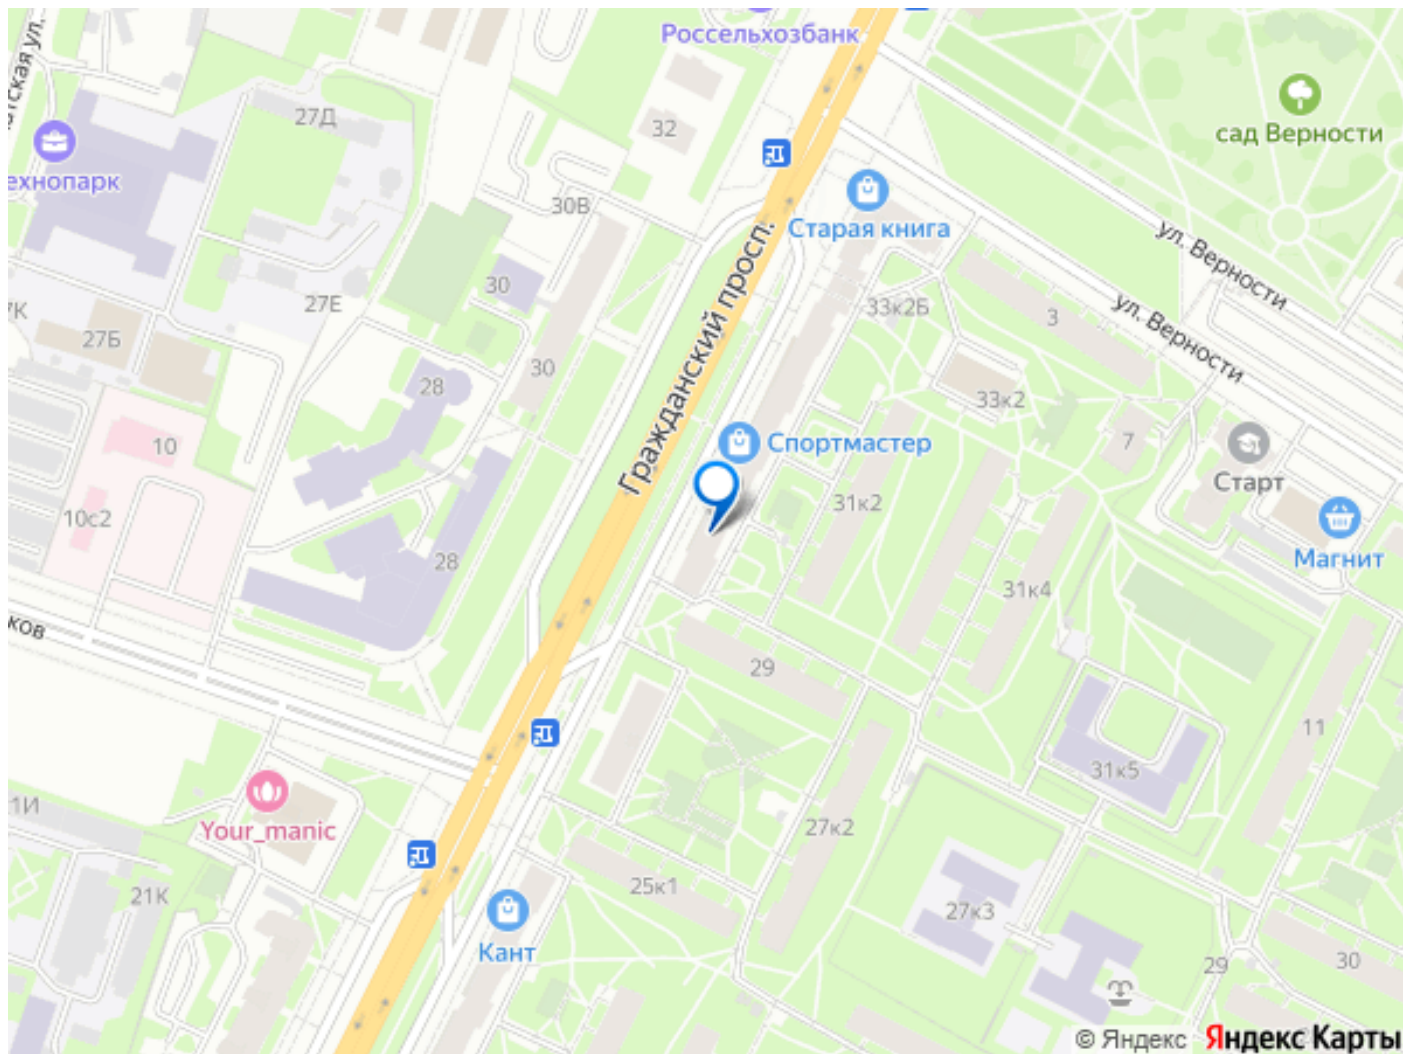 Россельхозбанк
27Д
32
сад Верности
ехнопарк
30В
Старая книга
ул. Верности
30
27Е
33к2Б
3
ул. Верности
27Б
Гражданский просп.
30
28
33к2
10
Спортмастер
7
Старт
10с2
31к2
Магнит
28
31к4
ков
29
11
31к5
1И
Your_manic
27к2
21К
25к1
27к3
Кант
29
30
© Яндекс Яндекс Карты